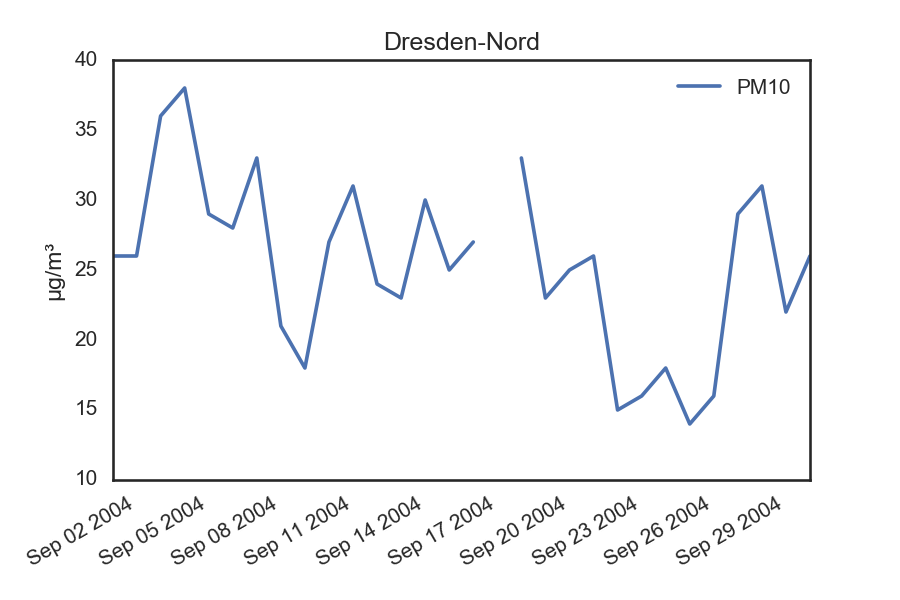 Dresden-Nord
40
35
30
25
20
15
10
µg/m³
PM10
Sep 02 2004
Sep 05 2004
Sep 08 2004
Sep 11 2004
Sep 14 2004
Sep 17 2004
Sep 20 2004
Sep 23 2004
Sep 26 2004
Sep 29 2004